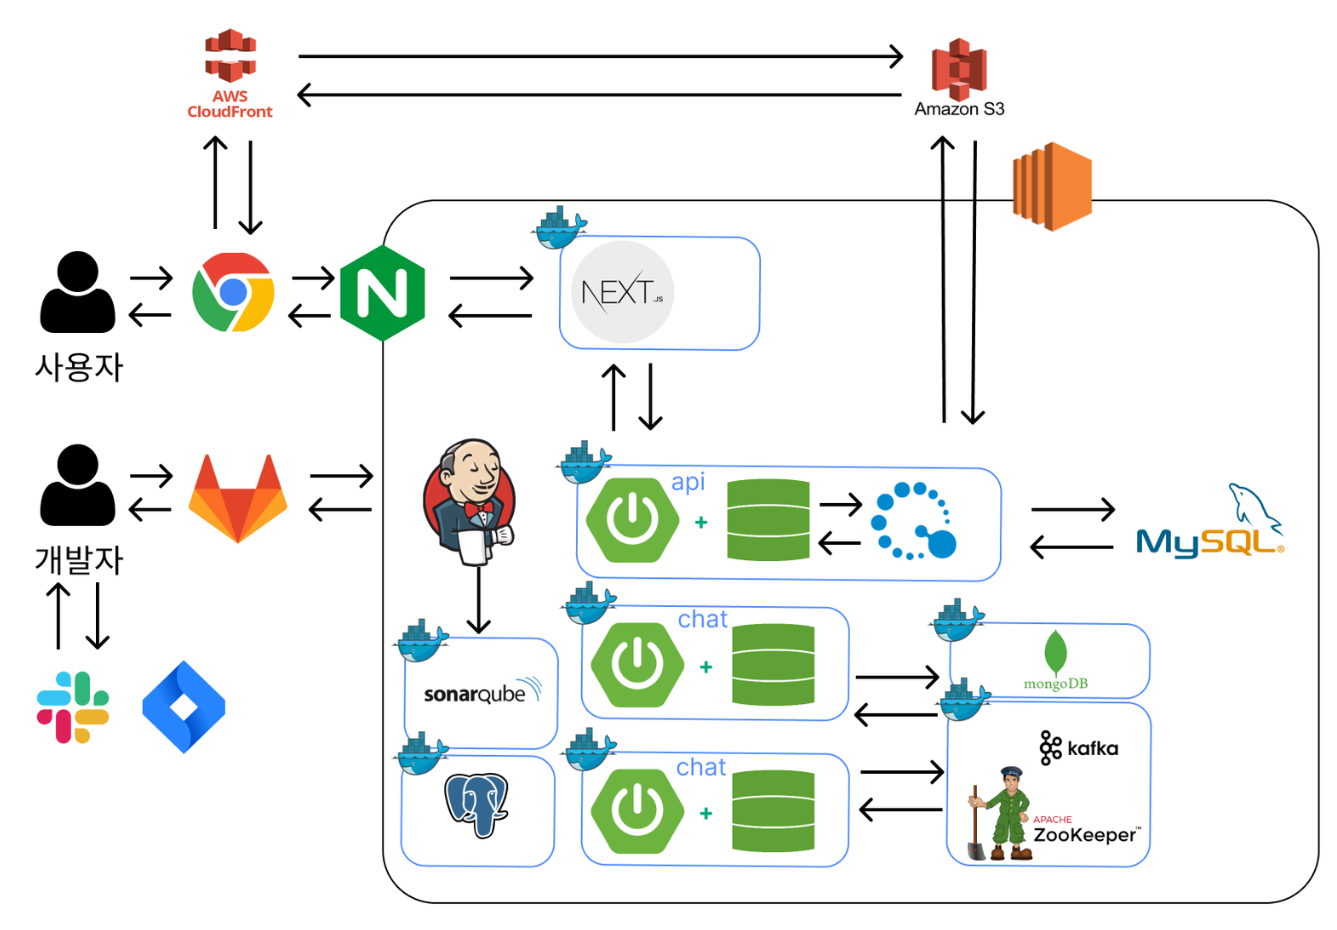 AWS
CloudFront
Amazon S3
N
NEXT.JS
사용자
api
MySQL®
개발자
chat
mongoDB
sonarqube
kafka
chat
APACHE
ZooKeeper™